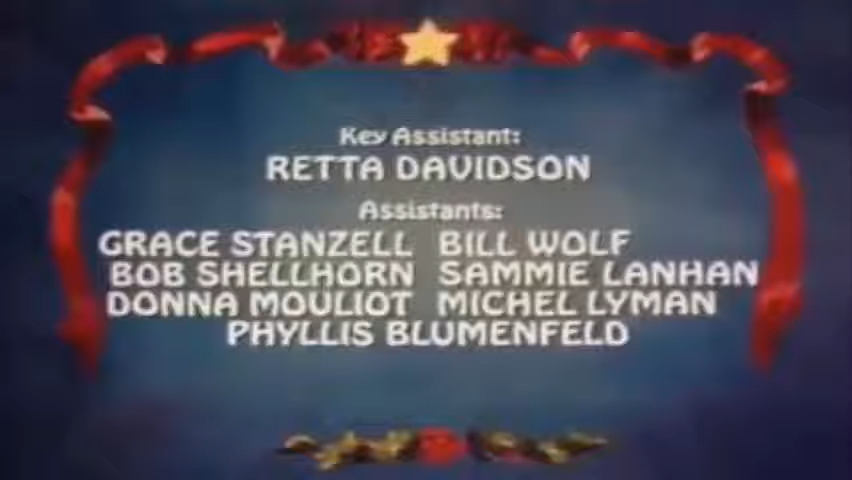 Key Assistant:
RETTA DAVIDSON
Assistants:
GRACE STANZELL BILL WOLF
BOB SHELLHORN SAMMIE LANHAN
DONNA MOULIOT MICHEL LYMAN
PHYLLIS BLUMENFELD